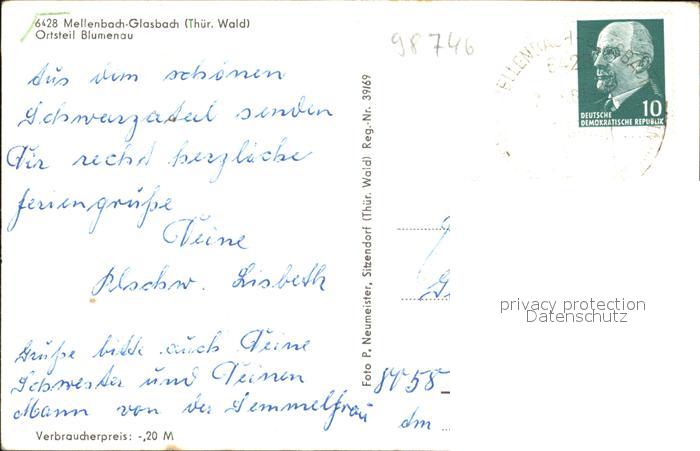 6428 Mellenbach-Glasbach (Thür. Wald)
Ortsteil Blumenau
98746
Aus dem schönen
Schwarzatal senden
Dir recht herzliche
Feriengrüße
Deine
Lisbeth
Grüße bitte auch Deine
Schwester und Deinen
Mann von der Semmelfrau
Verbraucherpreis: -,20 M
Foto P. Neumeister, Sitzendorf (Thür. Wald) Reg.-Nr. 39/69
DEUTSCHE
DEMOKRATISCHE REPUBLIK
10
privacy protection
Datenschutz